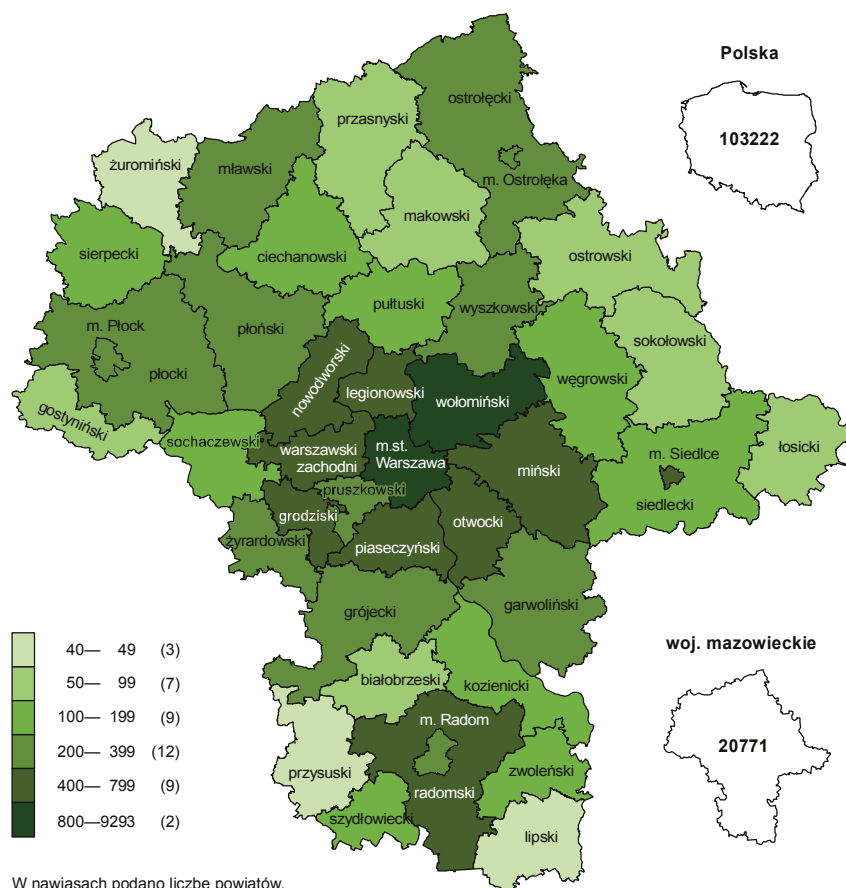 Polska
103222
ostrołęcki
przasnyski
żuromiński
mławski
m. Ostrołęka
makowski
sierpecki
ciechanowski
ostrowski
pułtuski
wyszkowski
m. Płock
płoński
płocki
nowodworski
legionowski
wołomiński
węgrowski
sokołowski
gostyniński
sochaczewski
warszawski
zachodni
m.st.
Warszawa
miński
m. Siedlce
siedlecki
łosicki
pruszkowski
grodziski
otwocki
żyrardowski
piaseczyński
grójecki
garwoliński
białobrzeski
kozienicki
m. Radom
przysuski
radomski
zwoleński
szydłowiecki
lipski
woj. mazowieckie
20771
40— 49 (3)
50— 99 (7)
100— 199 (9)
200— 399 (12)
400— 799 (9)
800—9293 (2)
W nawiasach podano liczbę powiatów.